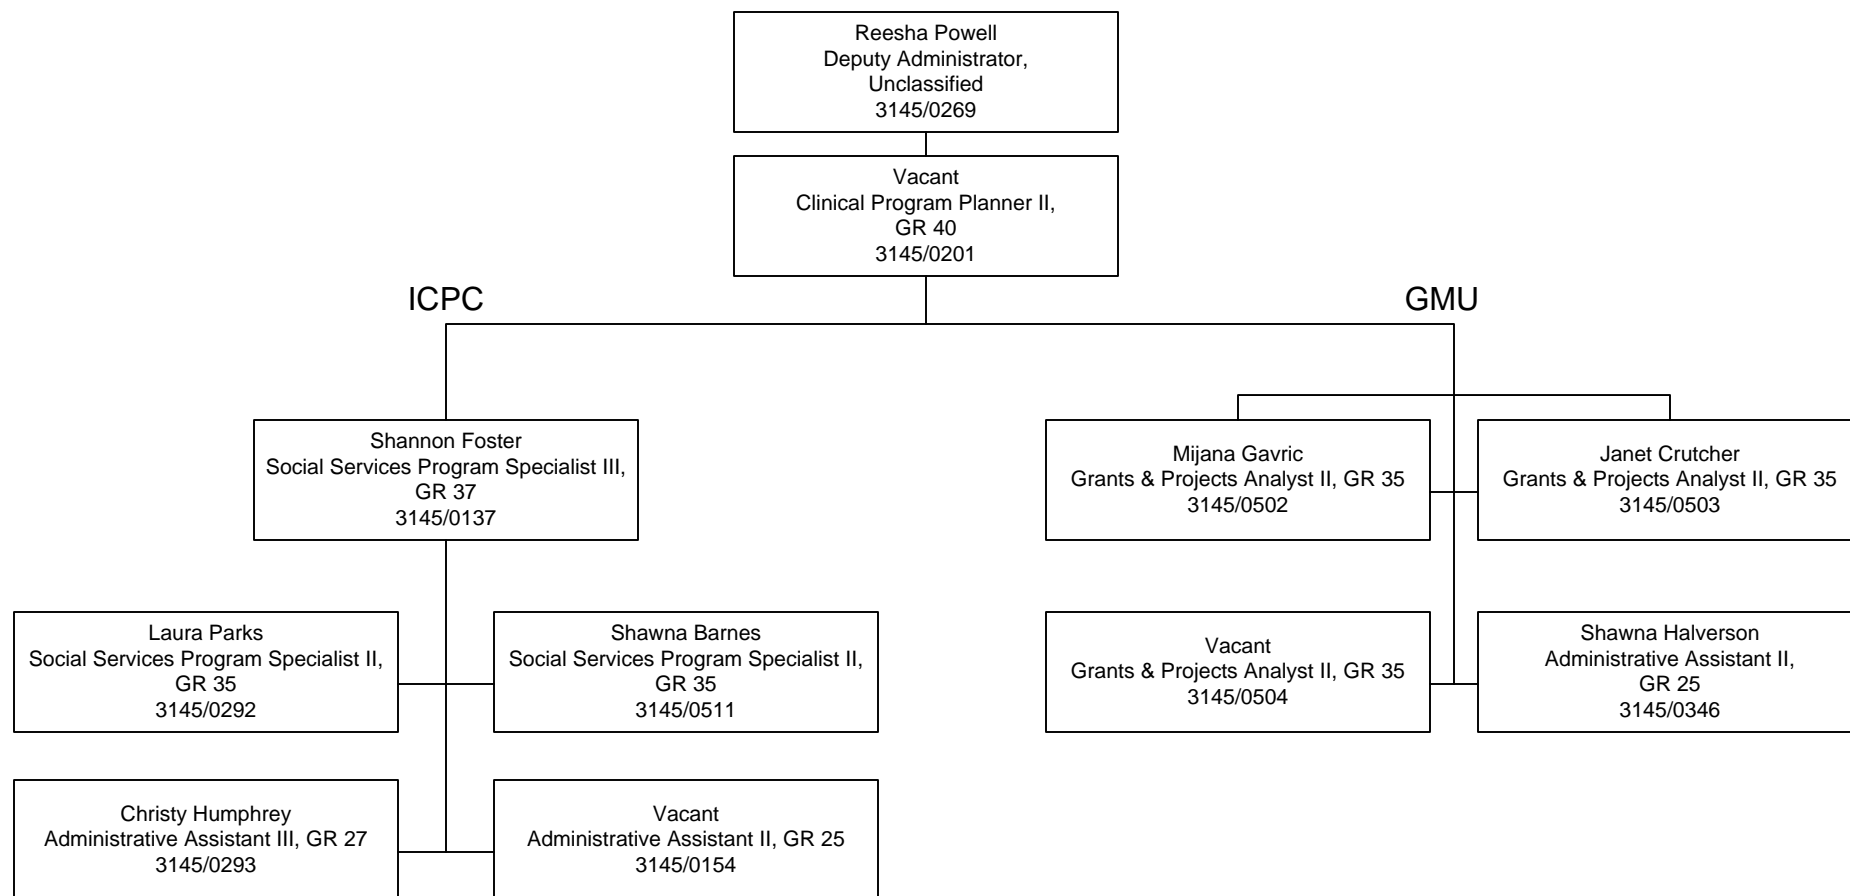 Reesha Powell
Deputy Administrator,
Unclassified
3145/0269
Vacant
Clinical Program Planner II,
GR 40
3145/0201
ICPC
GMU
Shannon Foster
Social Services Program Specialist III,
GR 37
3145/0137
Mijana Gavric
Grants & Projects Analyst II, GR 35
3145/0502
Janet Crutcher
Grants & Projects Analyst II, GR 35
3145/0503
Laura Parks
Social Services Program Specialist II,
GR 35
3145/0292
Shawna Barnes
Social Services Program Specialist II,
GR 35
3145/0511
Vacant
Grants & Projects Analyst II, GR 35
3145/0504
Shawna Halverson
Administrative Assistant II,
GR 25
3145/0346
Christy Humphrey
Administrative Assistant III, GR 27
3145/0293
Vacant
Administrative Assistant II, GR 25
3145/0154